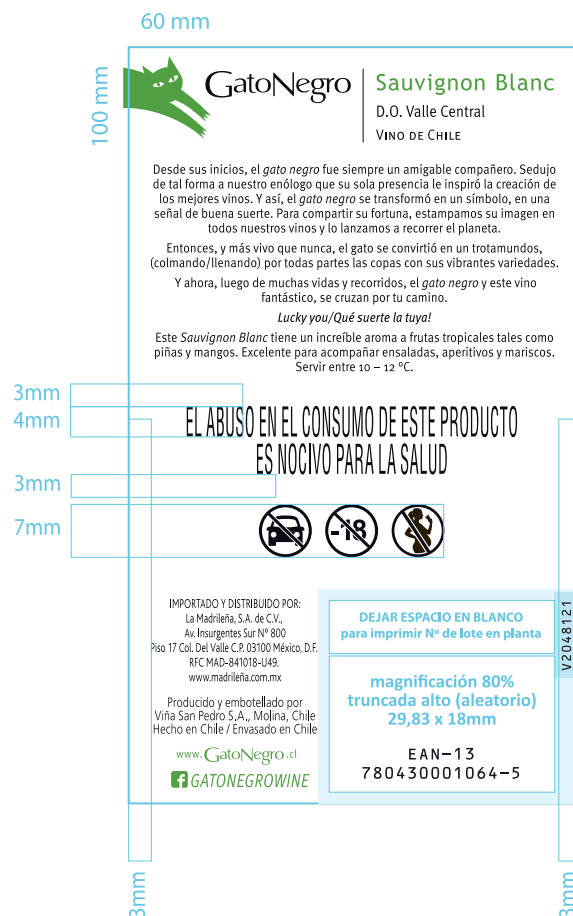 60 mm
100 mm
GatoNegro
Sauvignon Blanc
D.O. Valle Central
VINO DE CHILE
Desde sus inicios, el gato negro fue siempre un amigable compañero. Sedujo
de tal forma a nuestro enólogo que su sola presencia le inspiró la creación de
los mejores vinos. Y así, el gato negro se transformó en un símbolo, en una
señal de buena suerte. Para compartir su fortuna, estampamos su imagen en
todos nuestros vinos y lo lanzamos a recorrer el planeta.
Entonces, y más vivo que nunca, el gato se convirtió en un trotamundos,
(colmando/llenando) por todas partes las copas con sus vibrantes variedades.
Y ahora, luego de muchas vidas y recorridos, el gato negro y este vino
fantástico, se cruzan por tu camino.
Lucky you/Qué suerte la tuya!
Este Sauvignon Blanc tiene un increíble aroma a frutas tropicales tales como
piñas y mangos. Excelente para acompañar ensaladas, aperitivos y mariscos.
Servir entre 10 – 12 °C.
3mm
4mm
EL ABUSO EN EL CONSUMO DE ESTE PRODUCTO
ES NOCIVO PARA LA SALUD
3mm
7mm
-18
IMPORTADO Y DISTRIBUIDO POR:
La Madrileña, S.A. de C.V.,
Av. Insurgentes Sur Nº 800
Piso 17 Col. Del Valle C.P. 03100 México, D.F.
RFC MAD-841018-U49.
www.madrileña.com.mx
Producido y embotellado por
Viña San Pedro S.A., Molina, Chile
Hecho en Chile / Envasado en Chile
www.GatoNegro.cl
GATONEGROWINE
DEJAR ESPACIO EN BLANCO
para imprimir Nº de lote en planta
V2048121
magnificación 80%
truncada alto (aleatorio)
29,83 x 18mm
EAN-13
780430001064-5
3mm
3mm